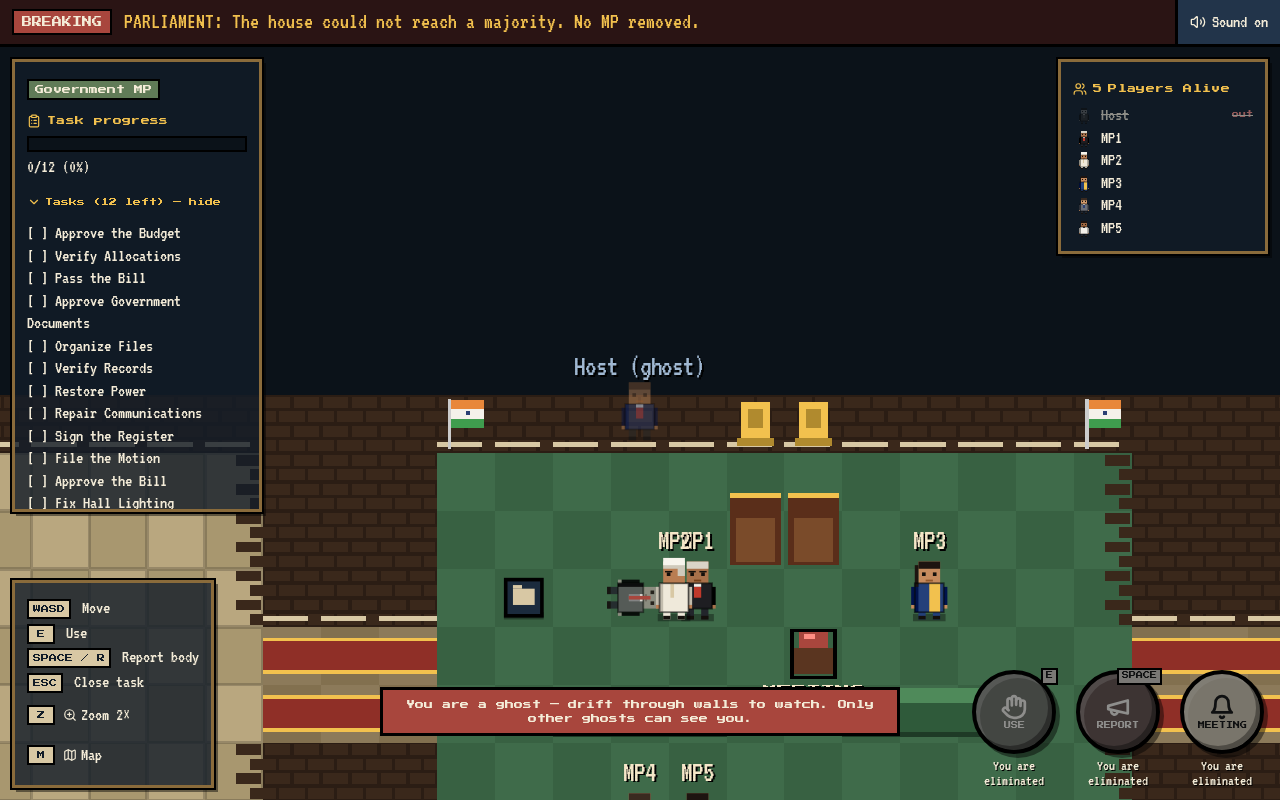 BREAKING PARLIAMENT: The house could not reach a majority. No MP removed.
Sound on
Government MP
Task progress
0/12 (0%)
Tasks (12 left) — hide
[ ] Approve the Budget
[ ] Verify Allocations
[ ] Pass the Bill
[ ] Approve Government
Documents
[ ] Organize Files
[ ] Verify Records
[ ] Restore Power
[ ] Repair Communications
[ ] Sign the Register
[ ] File the Motion
[ ] Approve the Bill
[ ] Fix Hall Lighting
5 Players Alive
Host out
MP1
MP2
MP3
MP4
MP5
Host (ghost)
MP2
MP3
MP4 MP5
WASD Move
E Use
SPACE / R Report body
ESC Close task
Z Zoom 2X
M Map
You are a ghost — drift through walls to watch. Only
other ghosts can see you.
E
USE
You are
eliminated
SPACE
REPORT
You are
eliminated
MEETING
You are
eliminated